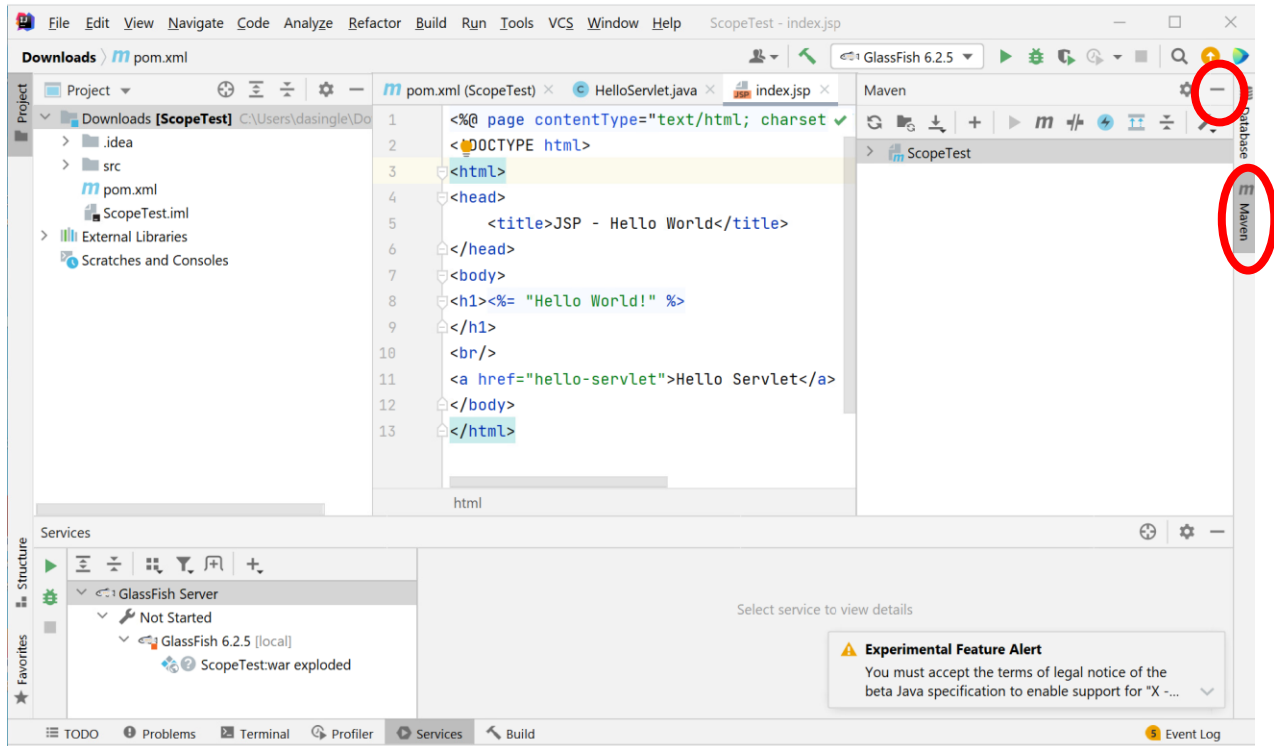 File Edit View Navigate Code Analyze Refactor Build Run Tools VCS Window Help ScopeTest - index.jsp
Downloads pom.xml GlassFish 6.2.5
Project
Project
Downloads [ScopeTest] C:\Users\dasingle\Do
.idea
src
pom.xml
ScopeTest.iml
External Libraries
Scratches and Consoles
pom.xml (ScopeTest) HelloServlet.java index.jsp
1 <%@ page contentType="text/html; charset
2 <!DOCTYPE html>
3 <html>
4 <head>
5 <title>JSP - Hello World</title>
6 </head>
7 <body>
8 <h1><%= "Hello World!" %>
9 </h1>
10 <br/>
11 <a href="hello-servlet">Hello Servlet</a>
12 </body>
13 </html>
html
Maven
ScopeTest
Database
Maven
Services
Structure
Favorites
GlassFish Server
Not Started
GlassFish 6.2.5 [local]
ScopeTest:war exploded
Select service to view details
Experimental Feature Alert
You must accept the terms of legal notice of the
beta Java specification to enable support for "X -...
TODO Problems Terminal Profiler Services Build 5 Event Log